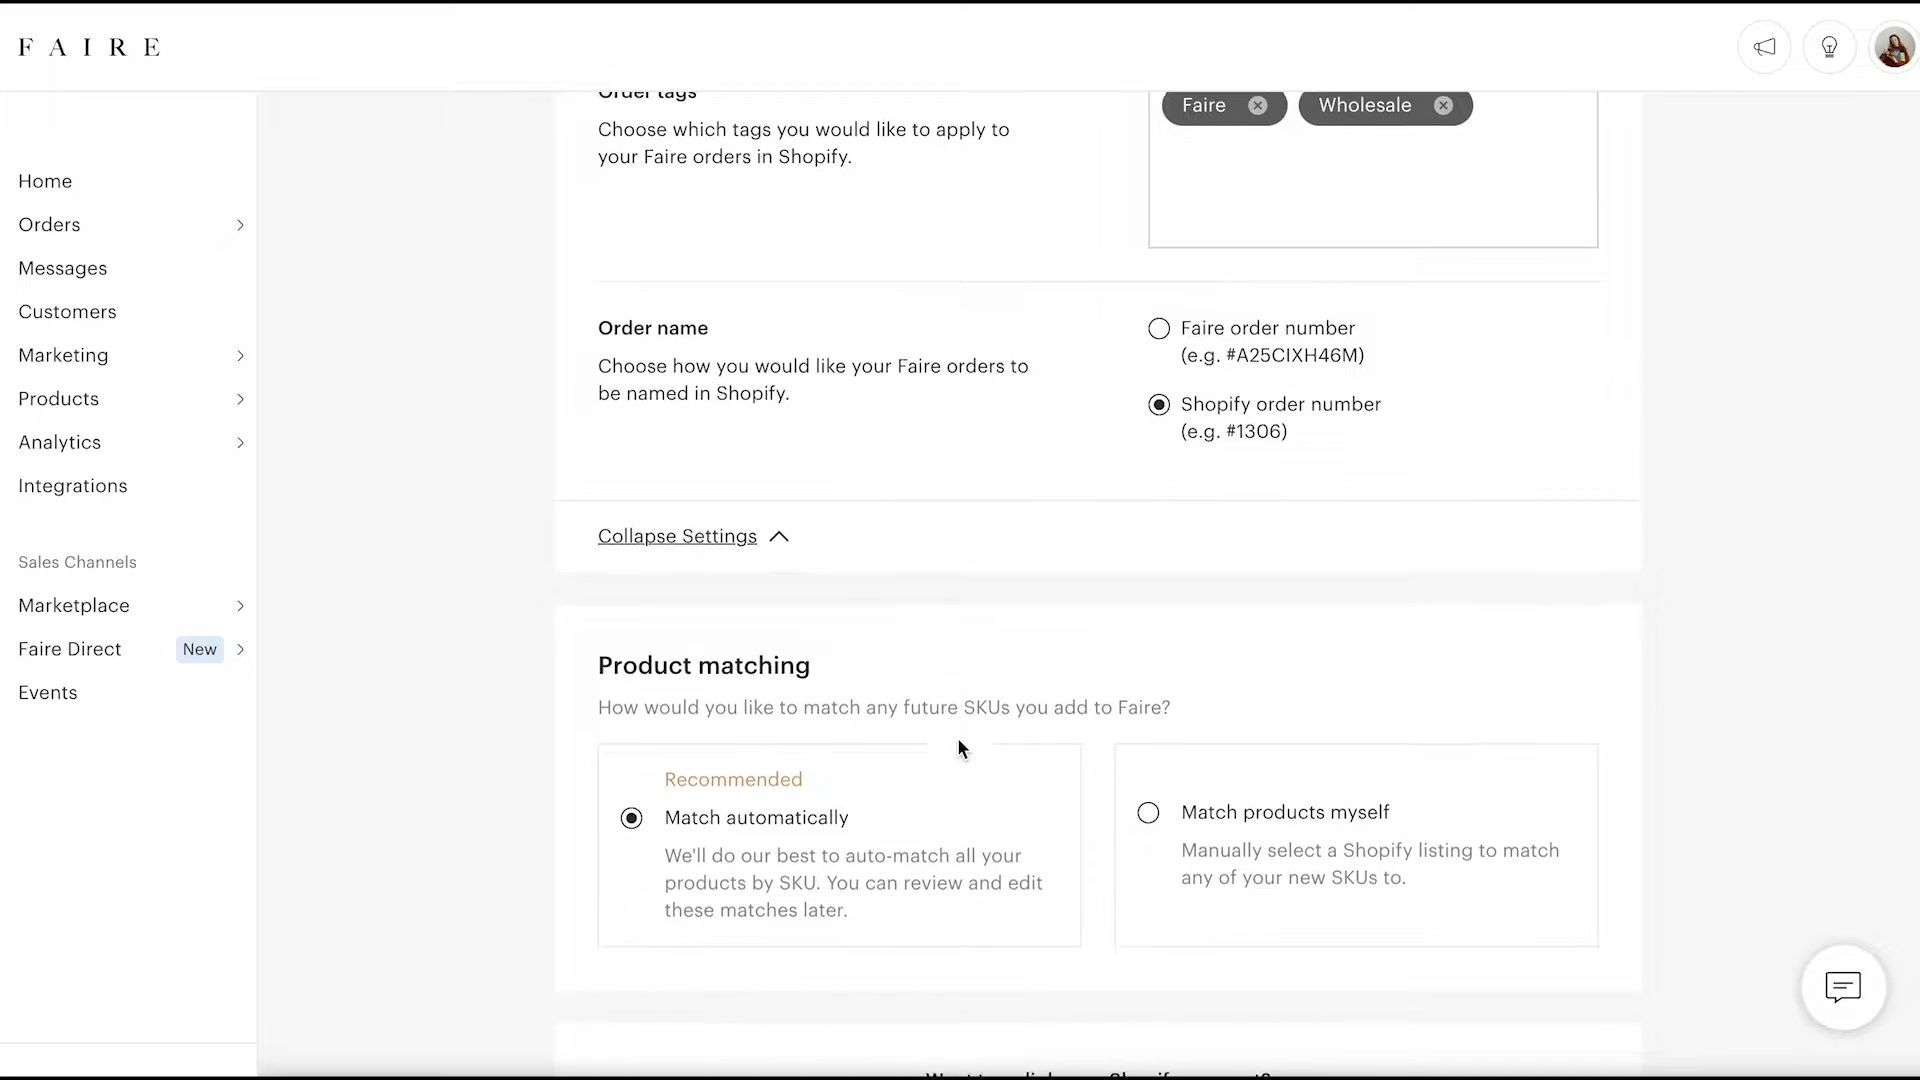 FAIRE
Home
Orders
Messages
Customers
Marketing
Products
Analytics
Integrations
Sales Channels
Marketplace
Faire Direct New
Events
Order tags
Choose which tags you would like to apply to
your Faire orders in Shopify.
Faire Wholesale
Order name
Choose how you would like your Faire orders to
be named in Shopify.
Faire order number
(e.g. #A25CIXH46M)
Shopify order number
(e.g. #1306)
Collapse Settings
Product matching
How would you like to match any future SKUs you add to Faire?
Recommended
Match automatically
We'll do our best to auto-match all your
products by SKU. You can review and edit
these matches later.
Match products myself
Manually select a Shopify listing to match
any of your new SKUs to.